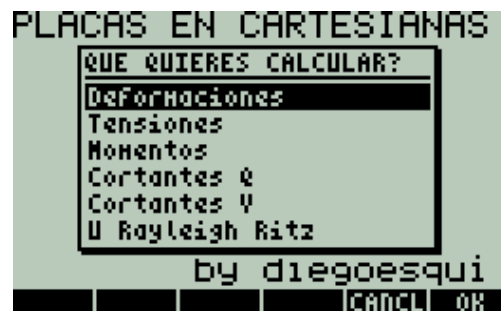 PLACAS EN CARTESIANAS
QUE QUIERES CALCULAR?
Deformaciones
Tensiones
Momentos
Cortantes Q
Cortantes V
U Rayleigh Ritz
by diegoesqui
CANCL OK